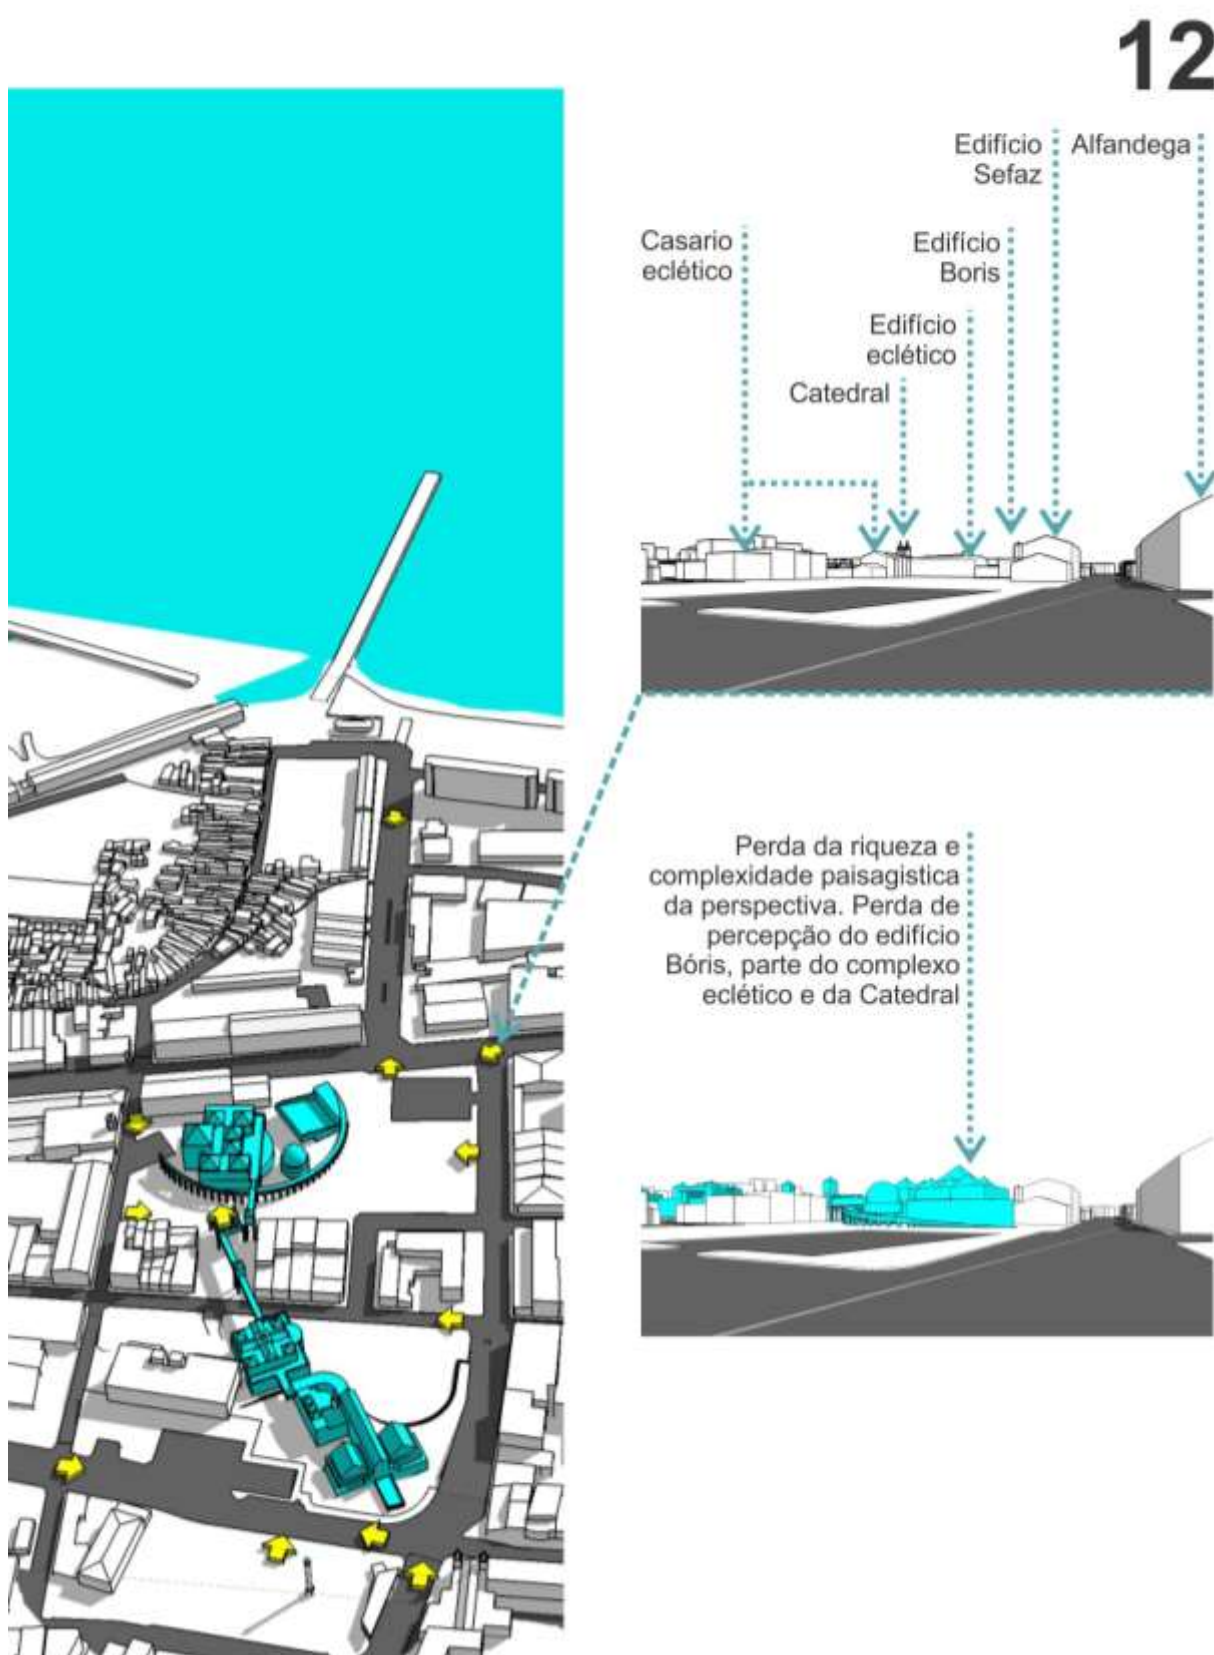 12
Edifício
Sefaz
Alfandega
Casario
eclético
Edifício
Boris
Edifício
eclético
Catedral
Perda da riqueza e
complexidade paisagistica
da perspectiva. Perda de
percepção do edifício
Bóris, parte do complexo
eclético e da Catedral